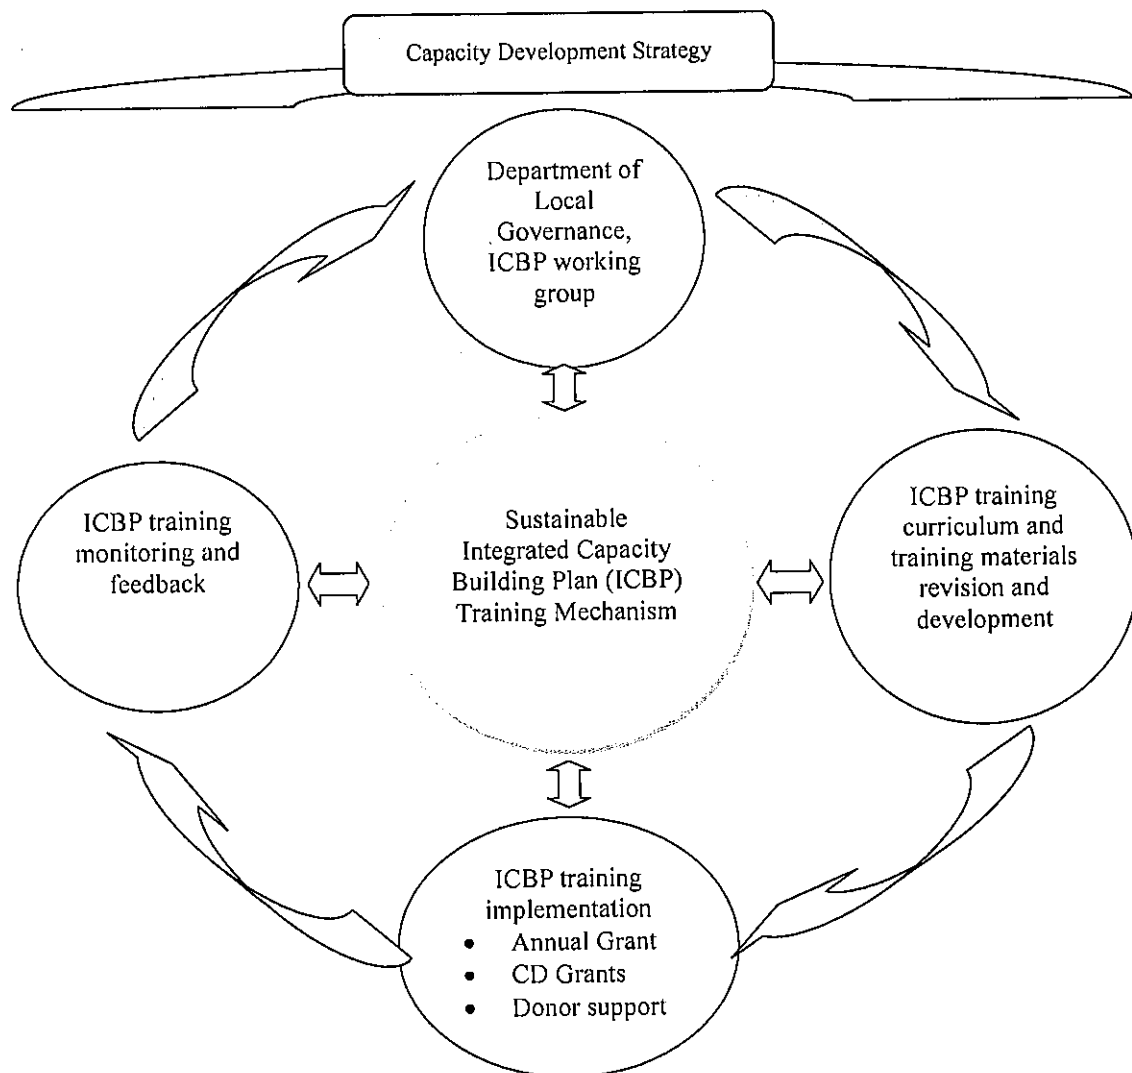 Capacity Development Strategy
Department of
Local
Governance,
ICBP working
group
ICBP training
monitoring and
feedback
Sustainable
Integrated Capacity
Building Plan (ICBP)
Training Mechanism
ICBP training
curriculum and
training materials
revision and
development
ICBP training
implementation
• Annual Grant
• CD Grants
• Donor support